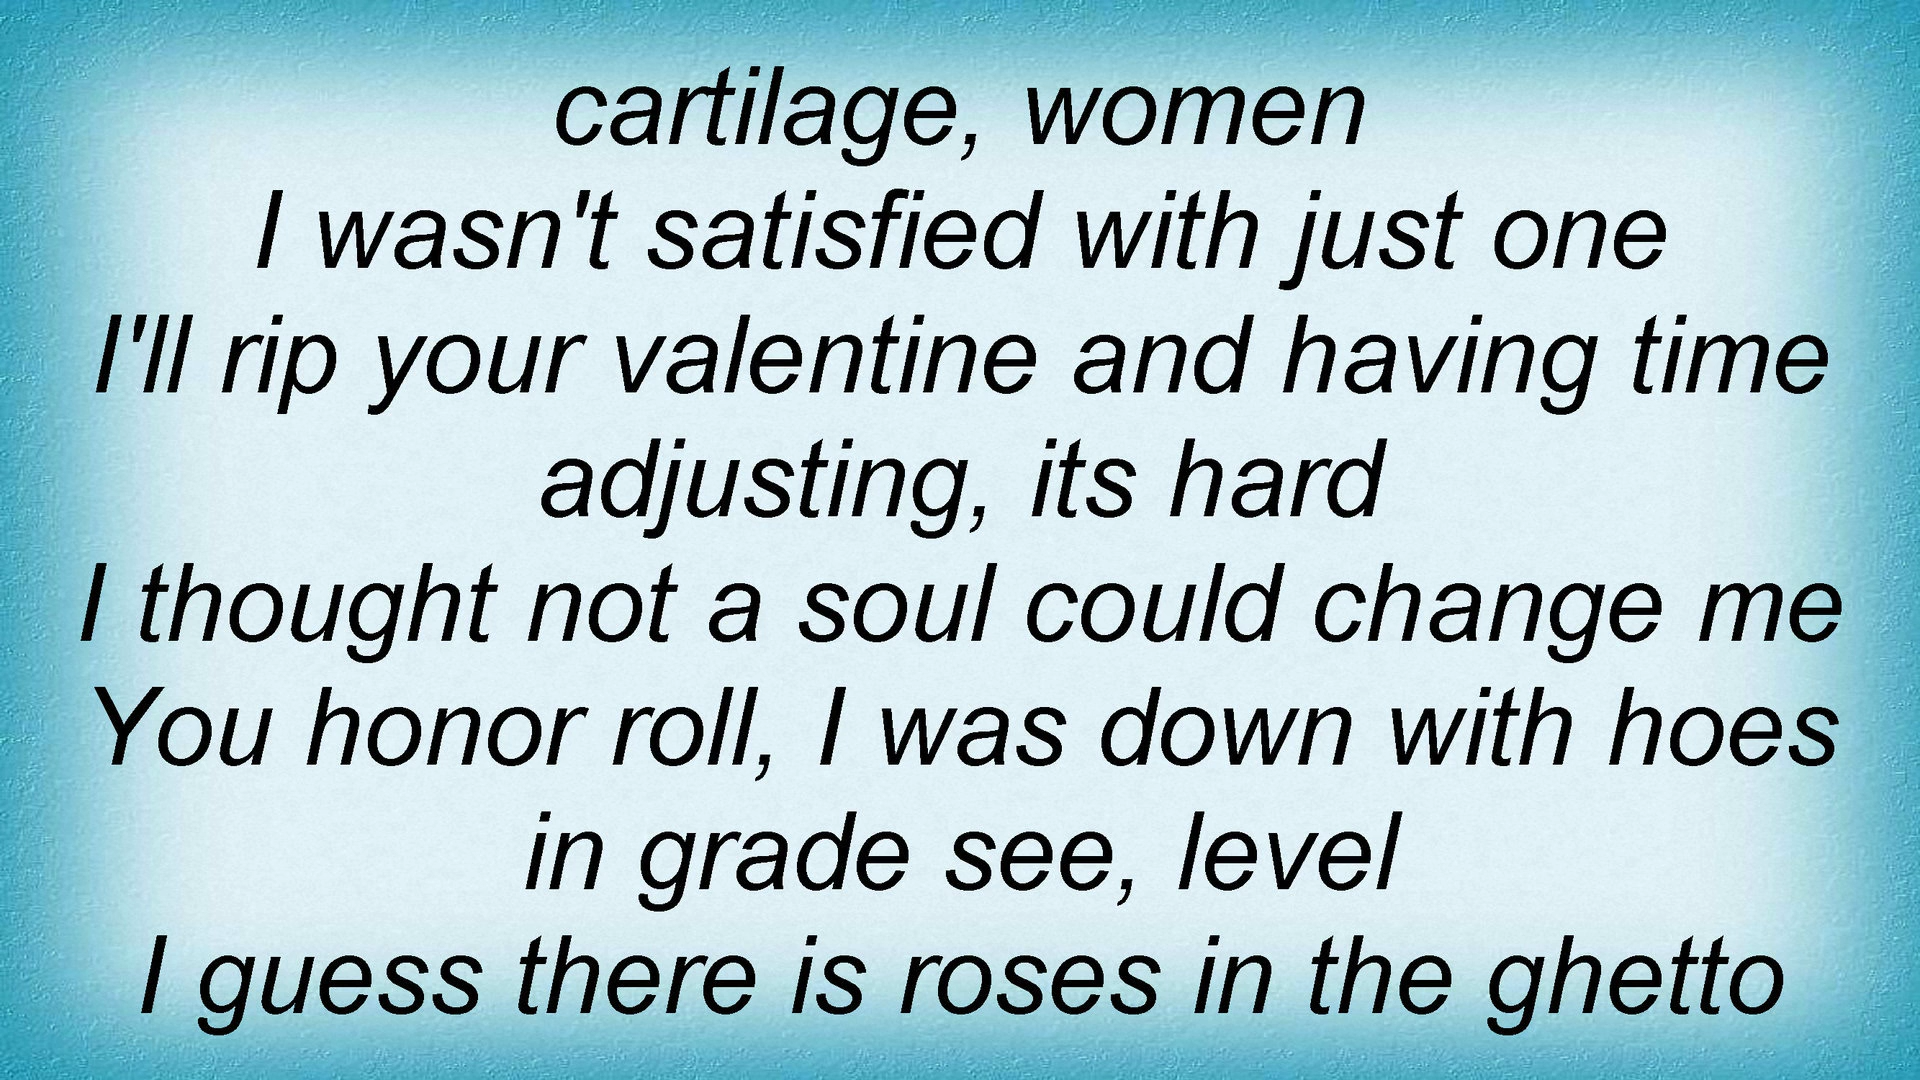 cartilage, women
I wasn't satisfied with just one
I'll rip your valentine and having time
adjusting, its hard
I thought not a soul could change me
You honor roll, I was down with hoes
in grade see, level
I guess there is roses in the ghetto